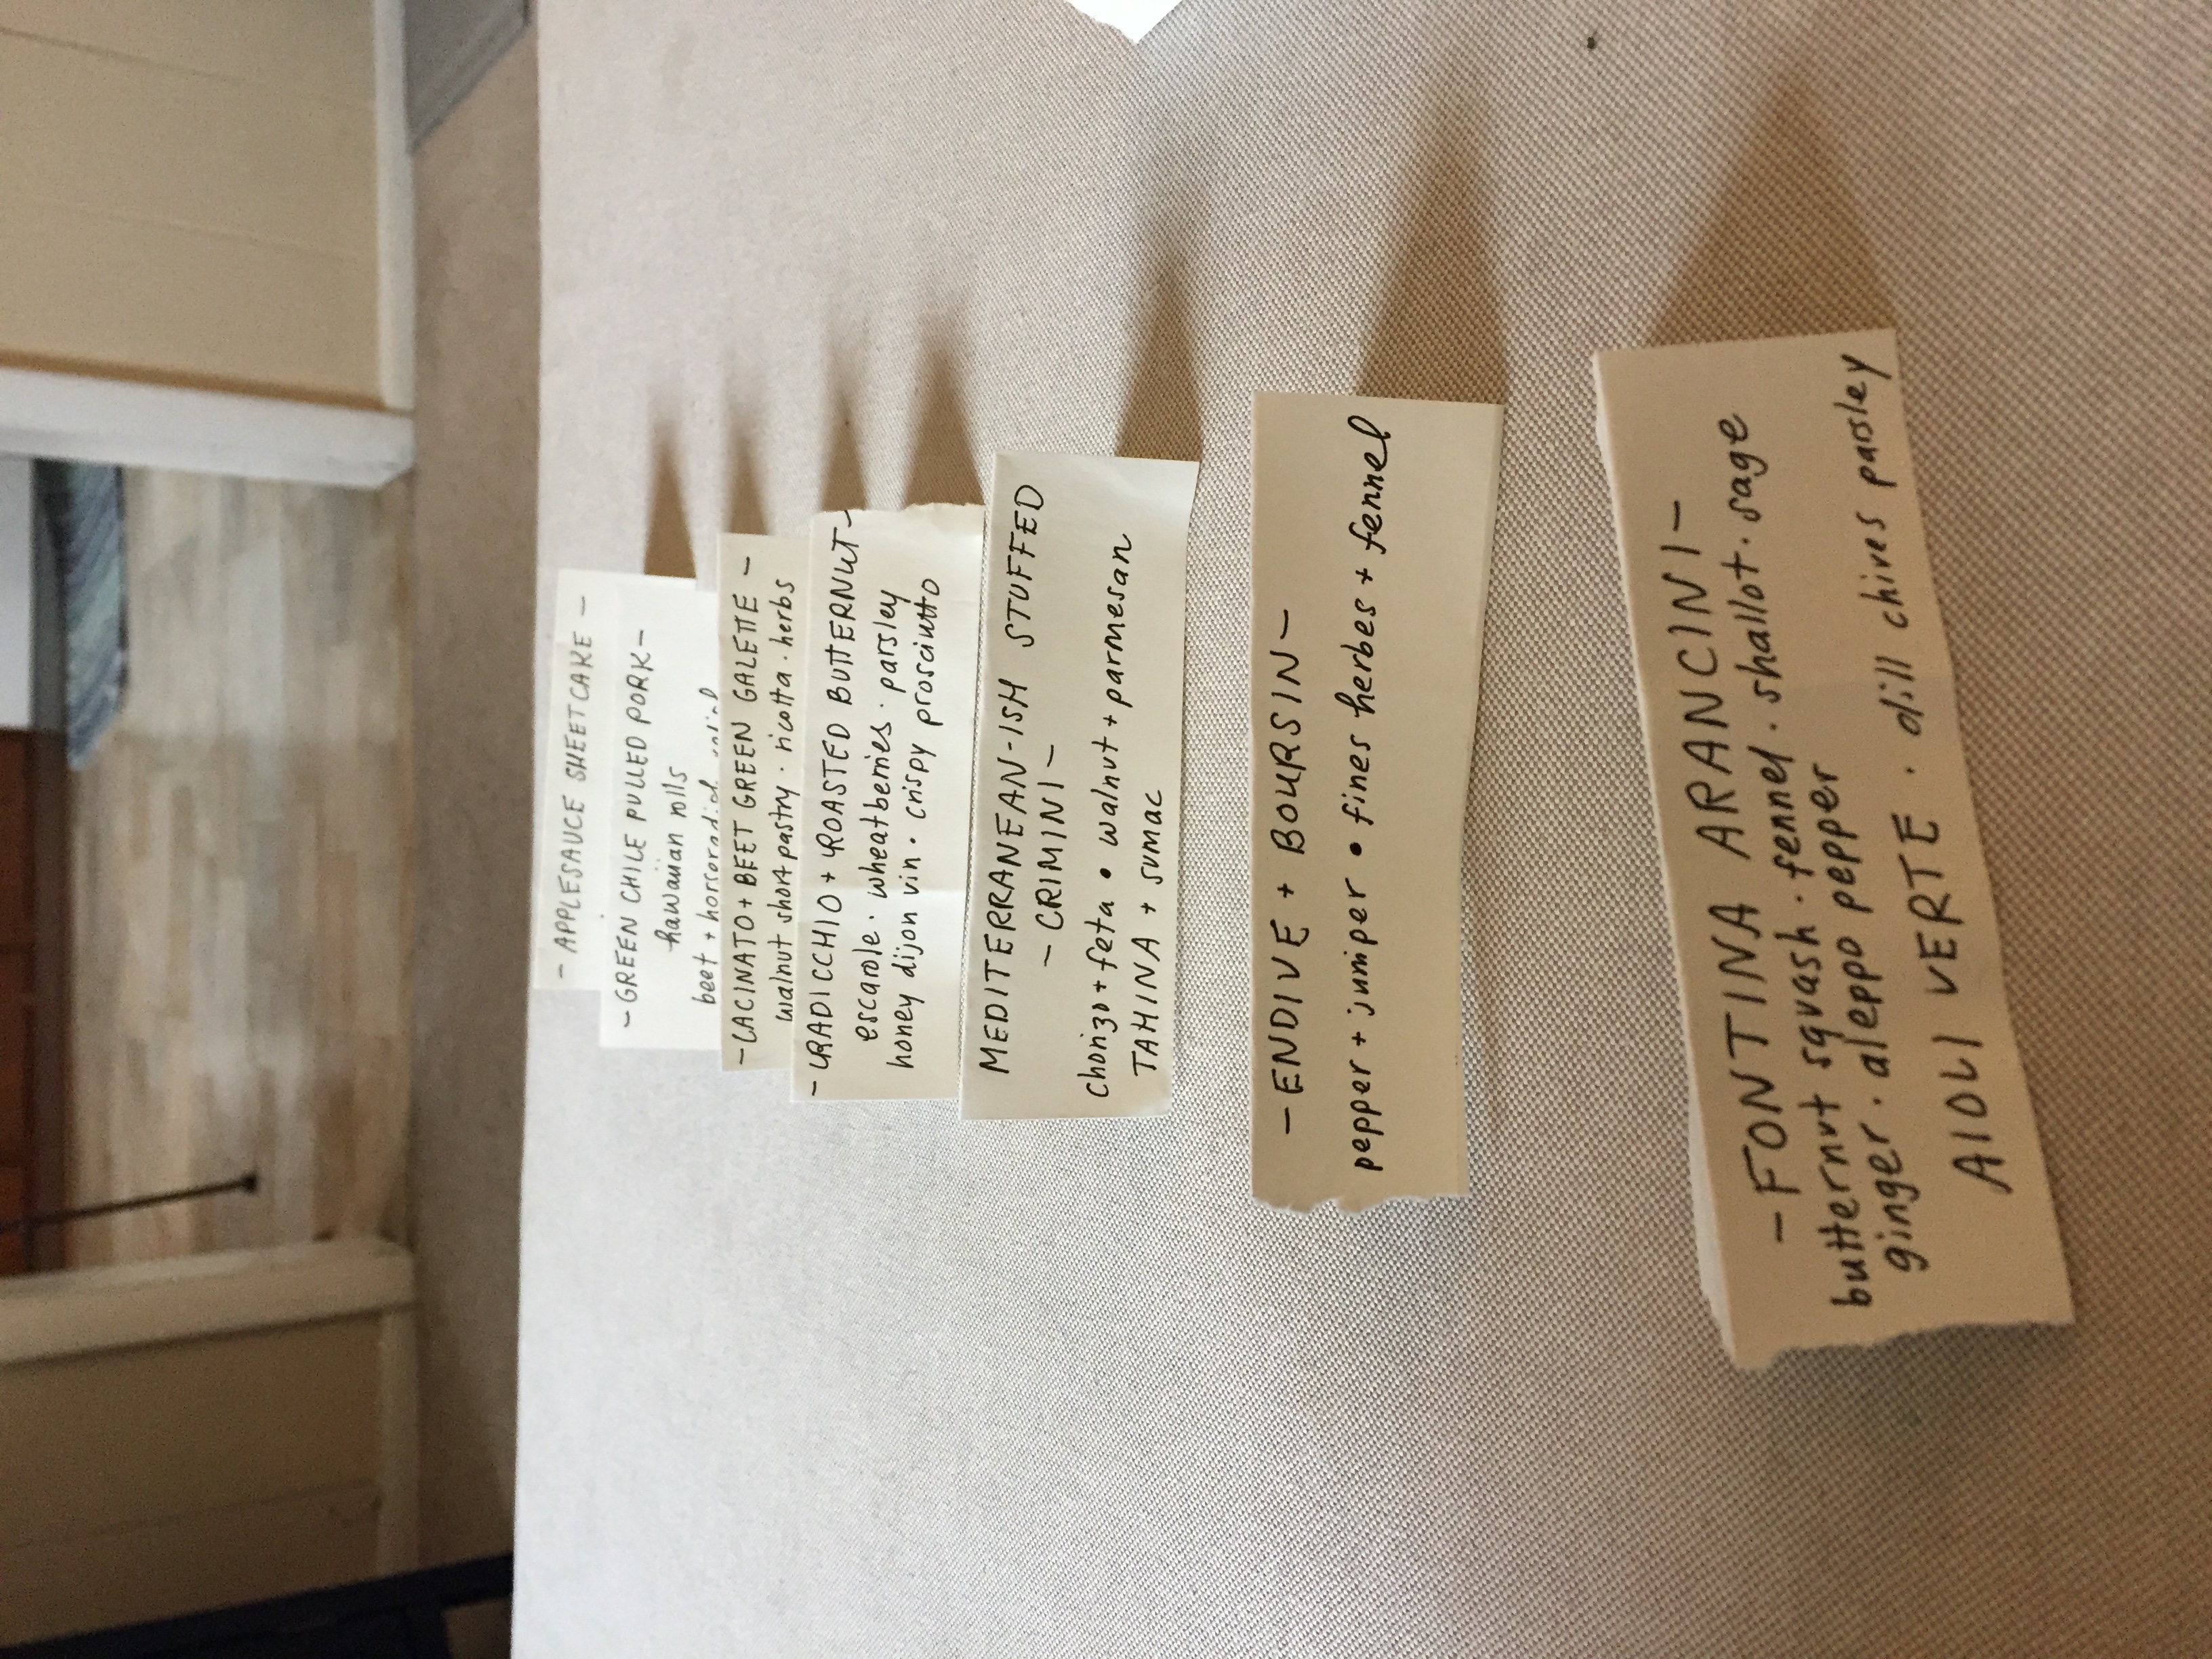 - APPLESAUCE SHEETCAKE -
- GREEN CHILE PULLED PORK -
hawaiian rolls
beet + horseradish relish
- LACINATO + BEET GREEN GALETTE -
walnut short pastry · ricotta · herbs
- RADICCHIO + ROASTED BUTTERNUT -
escarole · wheatberries · parsley
honey dijon vin · crispy prosciutto
MEDITERRANEAN-ISH STUFFED
- CRIMINI -
chorizo + feta • walnut + parmesan
TAHINA + sumac
- ENDIVE + BOURSIN -
pepper + juniper • fines herbes + fennel
- FONTINA ARANCINI -
butternut squash · fennel · shallot · sage
ginger · aleppo pepper
AIOLI VERTE · dill chives parsley